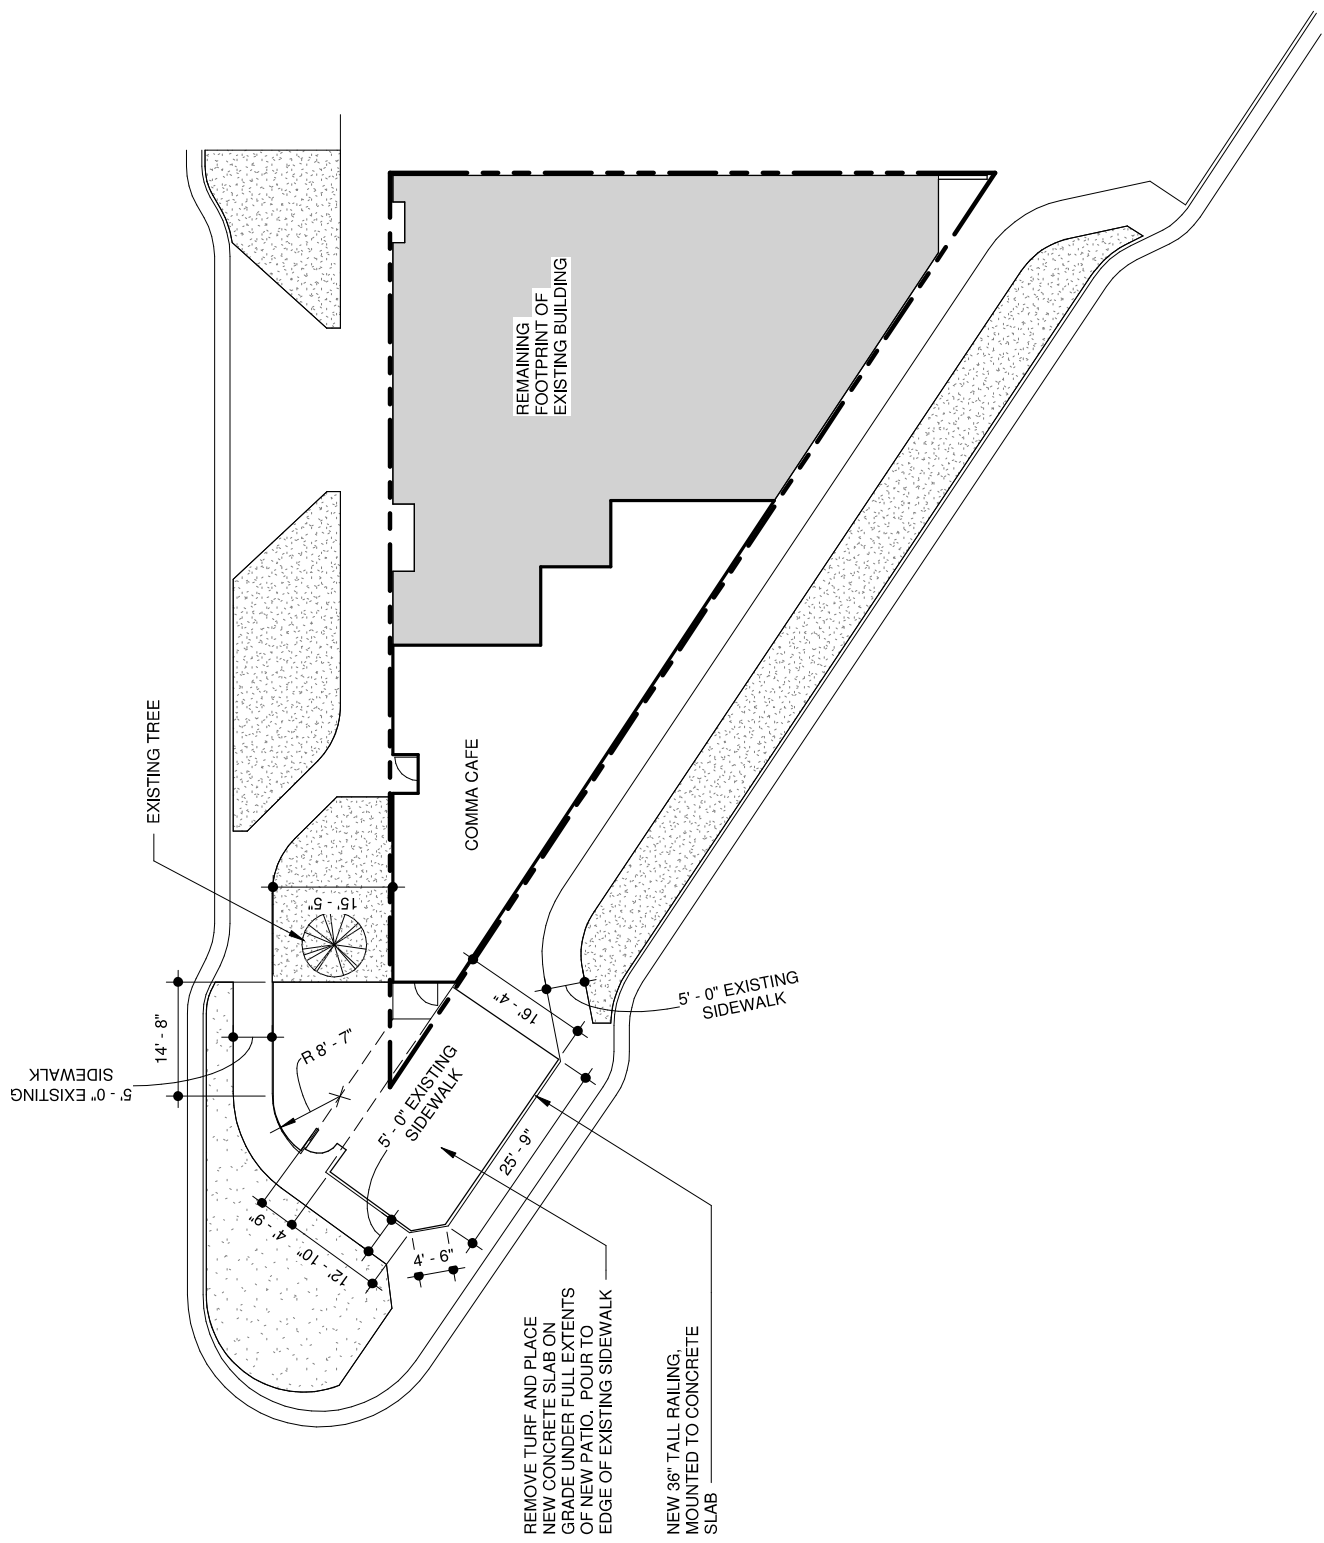 EXISTING TREE
REMAINING
FOOTPRINT OF
EXISTING BUILDING
COMMA CAFE
15' - 5"
14' - 8"
5' - 0" EXISTING
SIDEWALK
R 8' - 7"
5' - 0" EXISTING
SIDEWALK
16' - 4"
5' - 0" EXISTING
SIDEWALK
25' - 9"
4' - 9"
12' - 10"
4' - 6"
REMOVE TURF AND PLACE
NEW CONCRETE SLAB ON
GRADE UNDER FULL EXTENTS
OF NEW PATIO. POUR TO
EDGE OF EXISTING SIDEWALK
NEW 36" TALL RAILING,
MOUNTED TO CONCRETE
SLAB